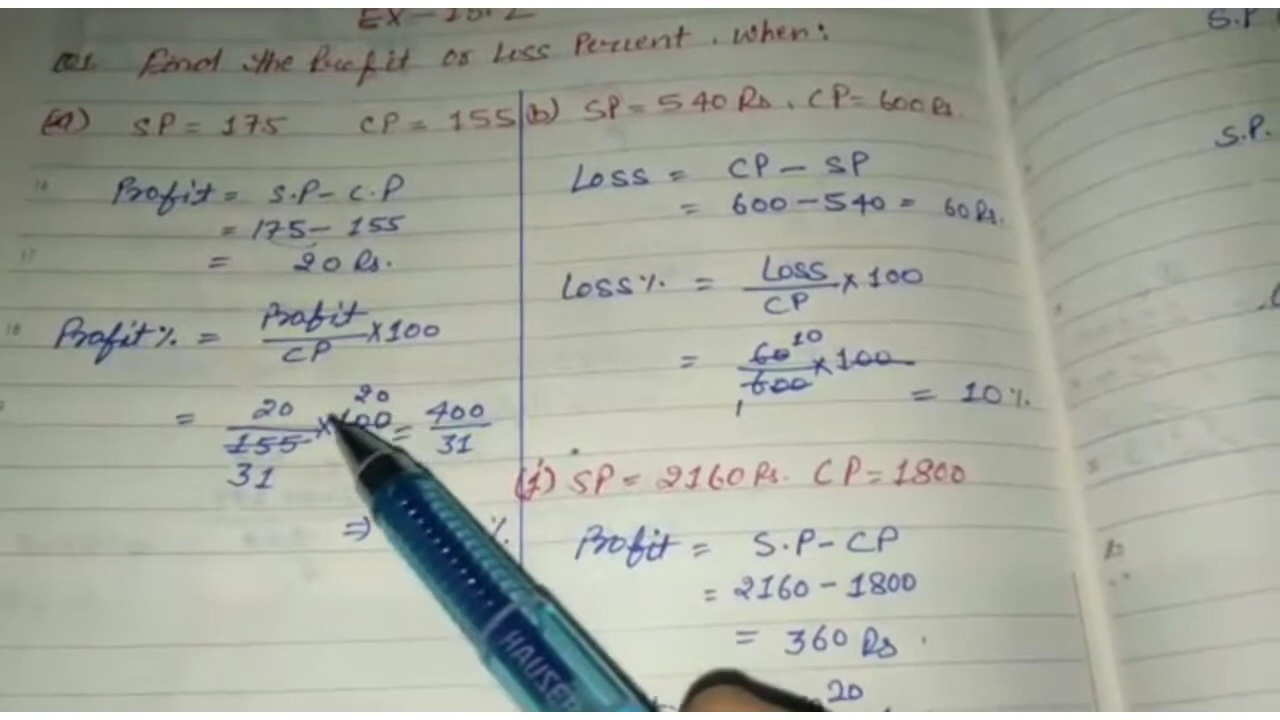 Q1. Find the Profit or Loss Percent, when:
(a) SP = 175 CP = 155
Profit = S.P - C.P
= 175 - 155
= 20 Rs.
Profit% = Profit/CP × 100
= 20/155 × 100 = 400/31
20
31
⇒ %
(b) SP = 540 Rs, CP = 600 Rs.
Loss = CP - SP
= 600 - 540 = 60 Rs.
Loss% = Loss/CP × 100
= 60/600 × 100
10
1
= 10%
(j) SP = 2160 Rs. CP = 1800
Profit = S.P - CP
= 2160 - 1800
= 360 Rs.
20
HAUSER
S.P
S.P.